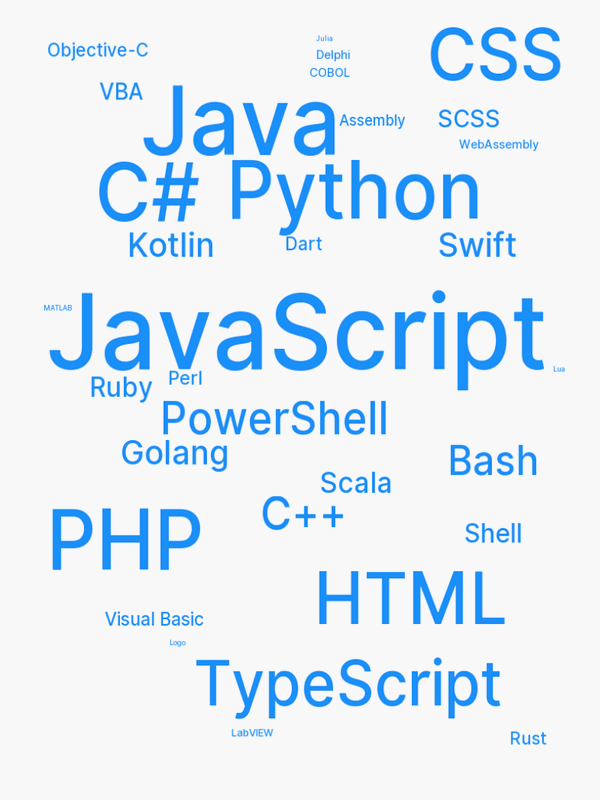 Julia
Objective-C
Delphi
CSS
COBOL
VBA
Java
Assembly
SCSS
WebAssembly
C# Python
Kotlin
Dart
Swift
MATLAB
JavaScript
Lua
Ruby
Perl
PowerShell
Golang
Bash
Scala
C++
Shell
PHP
HTML
Visual Basic
Logo
TypeScript
LabVIEW
Rust